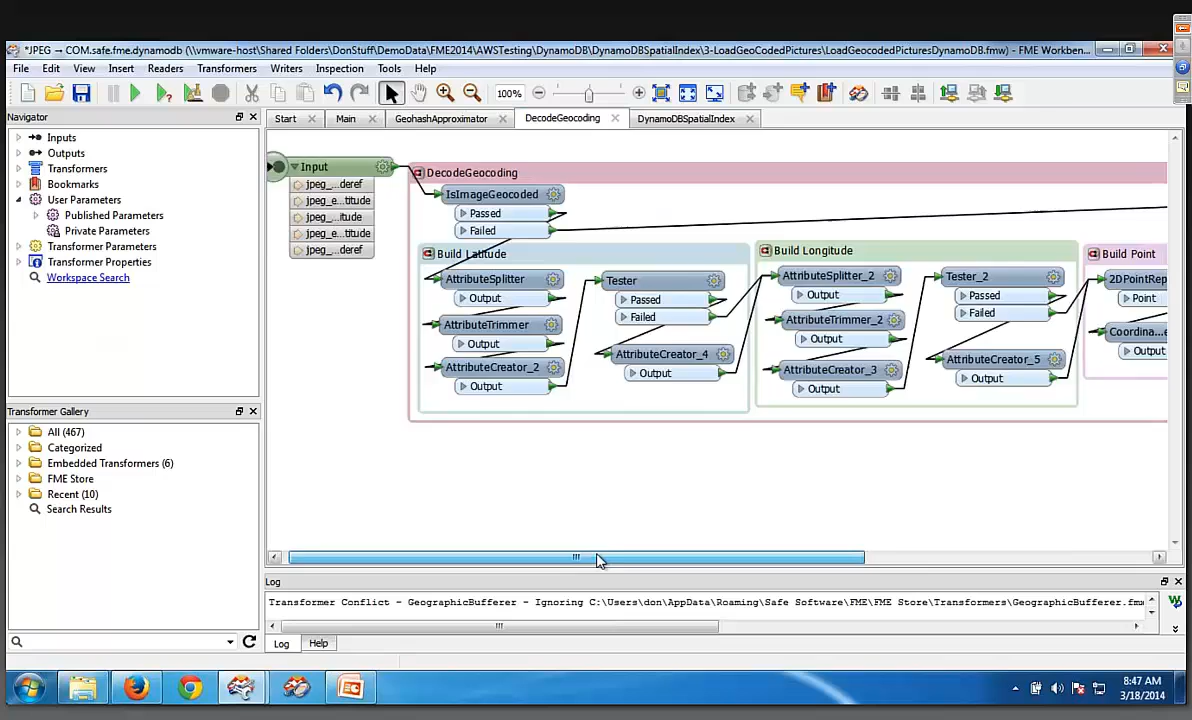 *JPEG → COM.safe.fme.dynamodb (\\vmware-host\Shared Folders\DonStuff\DemoData\FME2014\AWSTesting\DynamoDB\DynamoDBSpatialIndex\3-LoadGeoCodedPictures\LoadGeocodedPicturesDynamoDB.fmw) - FME Workben...
File Edit View Insert Readers Transformers Writers Inspection Tools Help
100%
Navigator
Start Main GeohashApproximator DecodeGeocoding DynamoDBSpatialIndex
Inputs
Outputs
Transformers
Bookmarks
User Parameters
Published Parameters
Private Parameters
Transformer Parameters
Transformer Properties
Workspace Search
Input
jpeg_...deref
jpeg_e...titude
jpeg_...itude
jpeg_e...titude
jpeg_...deref
DecodeGeocoding
IsImageGeocoded
Passed
Failed
Build Latitude
AttributeSplitter
Output
AttributeTrimmer
Output
AttributeCreator_2
Output
Tester
Passed
Failed
AttributeCreator_4
Output
Build Longitude
AttributeSplitter_2
Output
AttributeTrimmer_2
Output
AttributeCreator_3
Output
Tester_2
Passed
Failed
AttributeCreator_5
Output
Build Point
2DPointRep
Point
Coordina...e
Output
Transformer Gallery
All (467)
Categorized
Embedded Transformers (6)
FME Store
Recent (10)
Search Results
Log
Transformer Conflict - GeographicBufferer - Ignoring C:\Users\don\AppData\Roaming\Safe Software\FME\FME Store\Transformers\GeographicBufferer.fmx
Log Help
8:47 AM
3/18/2014